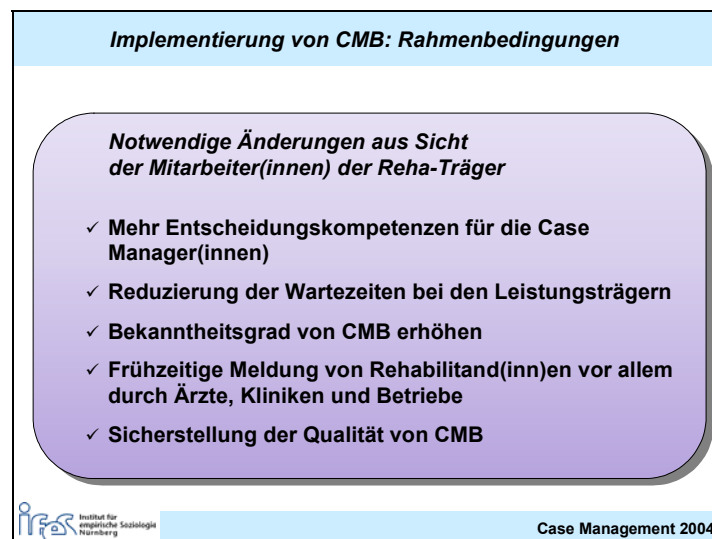 Implementierung von CMB: Rahmenbedingungen
Notwendige Änderungen aus Sicht
der Mitarbeiter(innen) der Reha-Träger
✓ Mehr Entscheidungskompetenzen für die Case
Manager(innen)
✓ Reduzierung der Wartezeiten bei den Leistungsträgern
✓ Bekanntheitsgrad von CMB erhöhen
✓ Frühzeitige Meldung von Rehabilitand(inn)en vor allem
durch Ärzte, Kliniken und Betriebe
✓ Sicherstellung der Qualität von CMB
ifes
Institut für
empirische Soziologie
Nürnberg
Case Management 2004